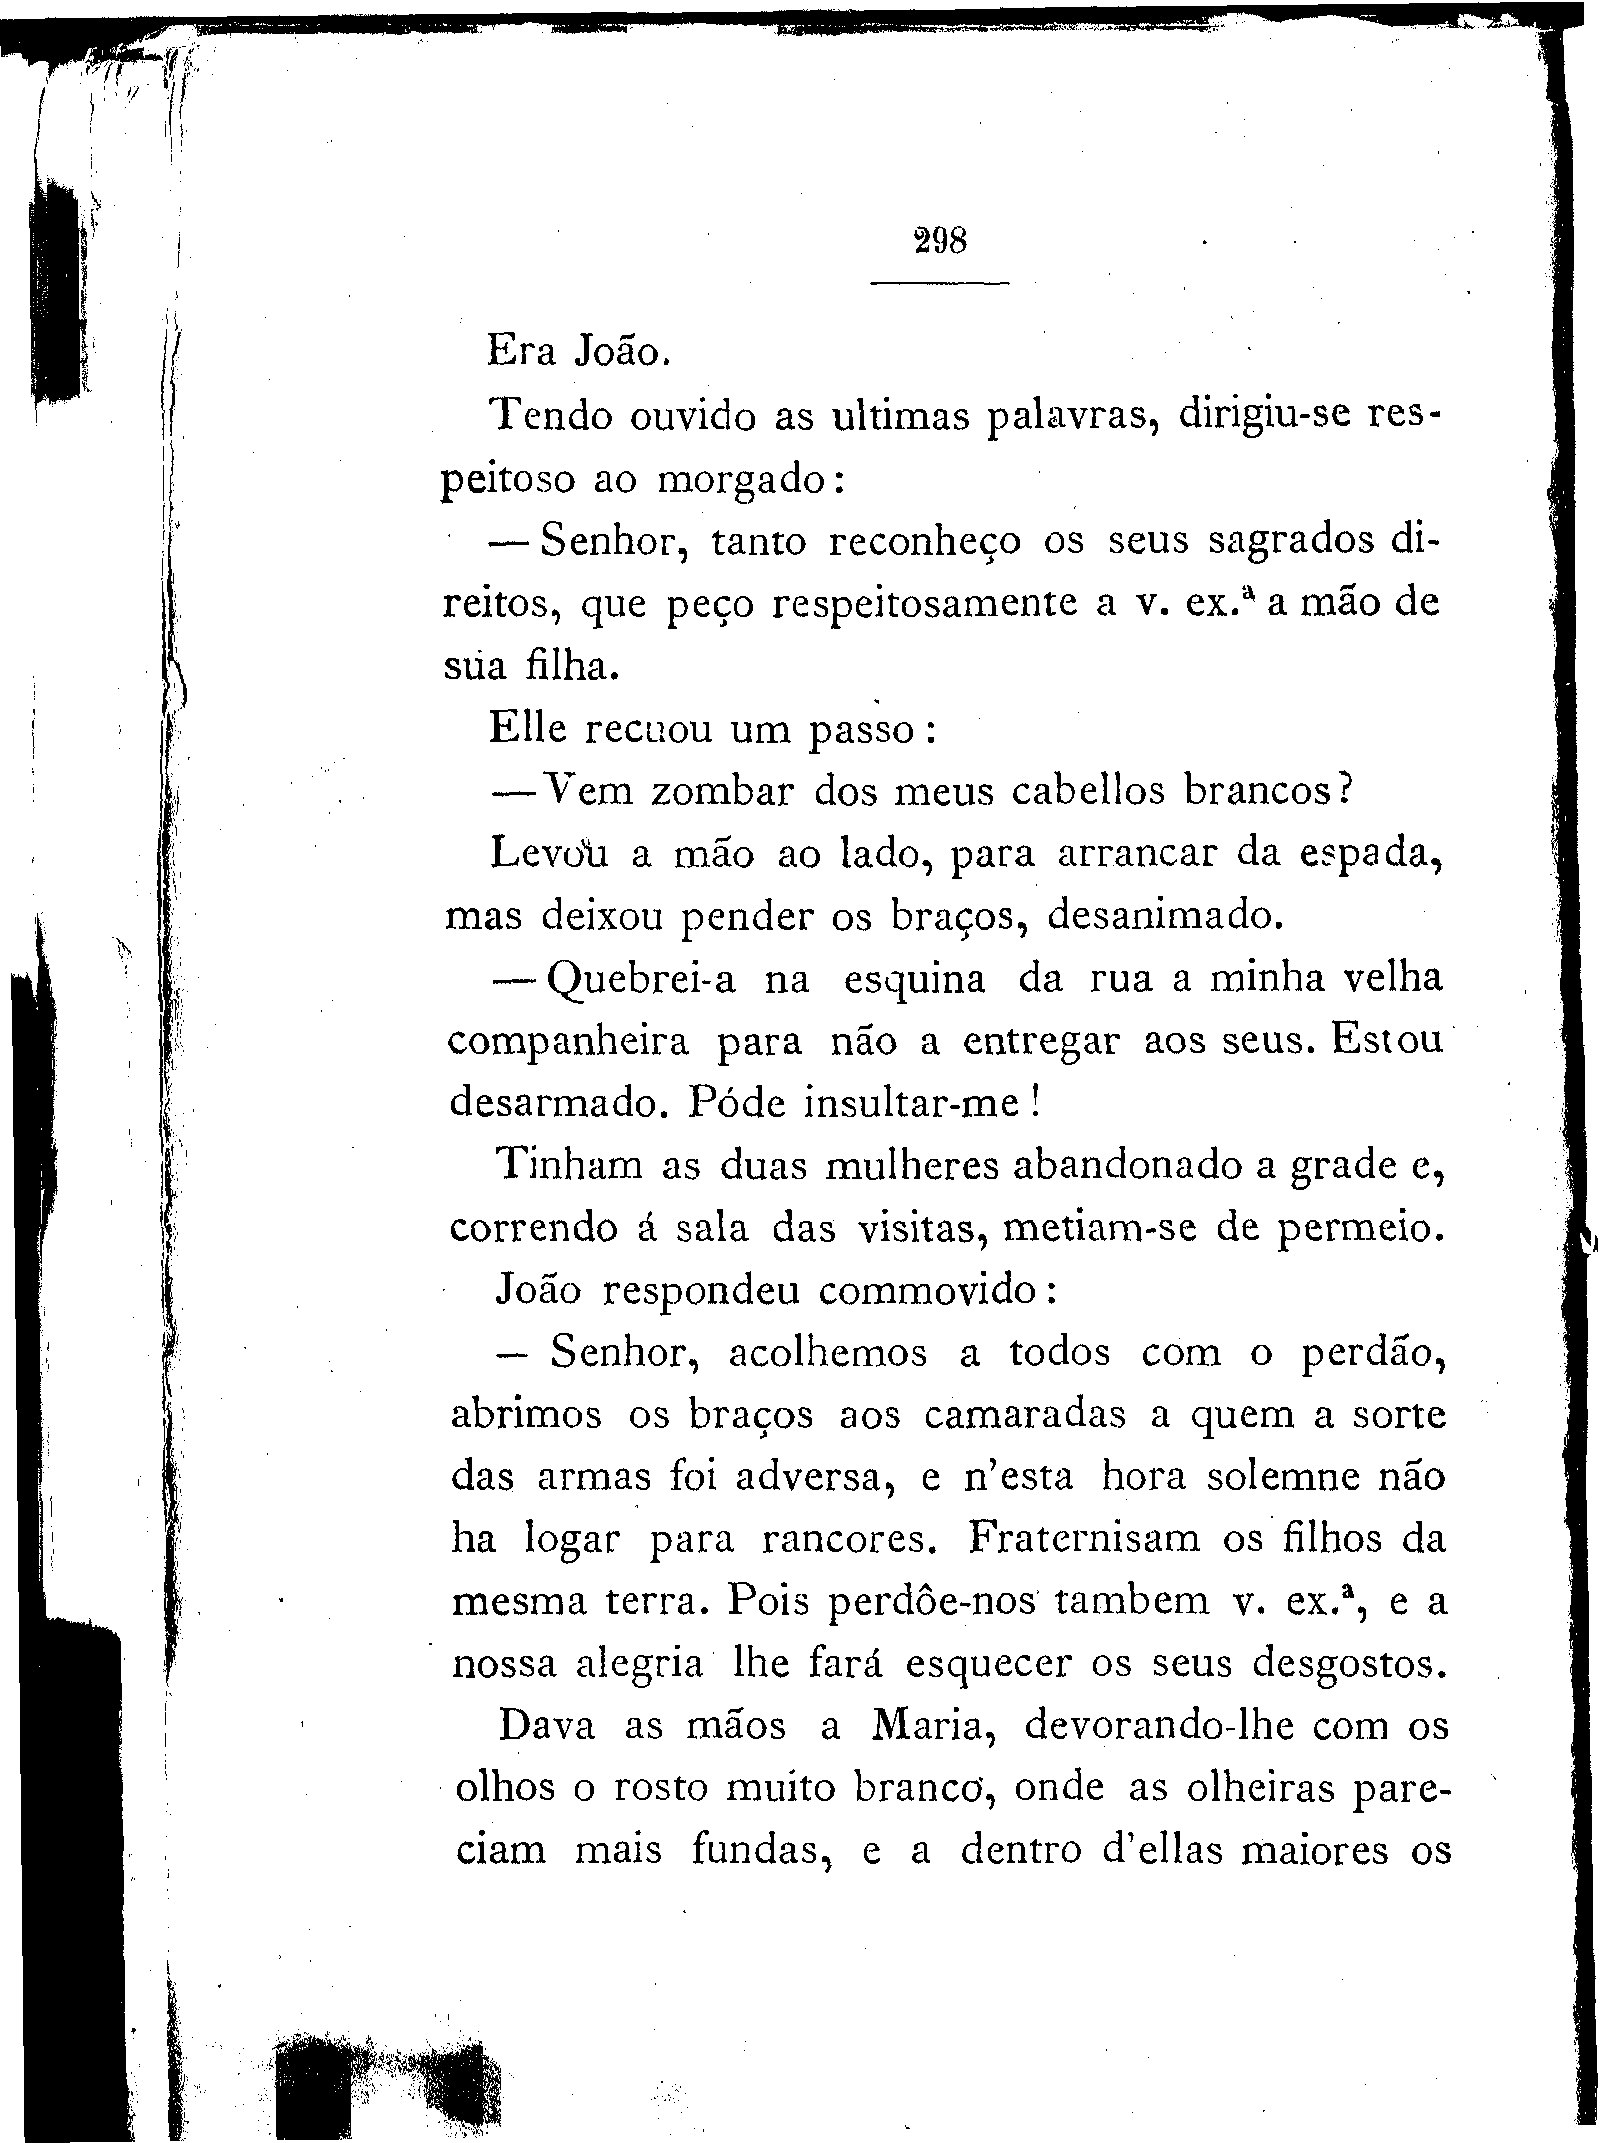 298
Era João.
Tendo ouvido as ultimas palavras, dirigiu-se res-
peitoso ao morgado:
— Senhor, tanto reconheço os seus sagrados di-
reitos, que peço respeitosamente a v. ex.ª a mão de
sua filha.
Elle recuou um passo:
— Vem zombar dos meus cabellos brancos?
Levou a mão ao lado, para arrancar da espada,
mas deixou pender os braços, desanimado.
— Quebrei-a na esquina da rua a minha velha
companheira para não a entregar aos seus. Estou
desarmado. Póde insultar-me!
Tinham as duas mulheres abandonado a grade e,
correndo á sala das visitas, metiam-se de permeio.
João respondeu commovido:
— Senhor, acolhemos a todos com o perdão,
abrimos os braços aos camaradas a quem a sorte
das armas foi adversa, e n'esta hora solemne não
ha logar para rancores. Fraternisam os filhos da
mesma terra. Pois perdôe-nos tambem v. ex.ª, e a
nossa alegria lhe fará esquecer os seus desgostos.
Dava as mãos a Maria, devorando-lhe com os
olhos o rosto muito branco, onde as olheiras pare-
ciam mais fundas, e a dentro d'ellas maiores os